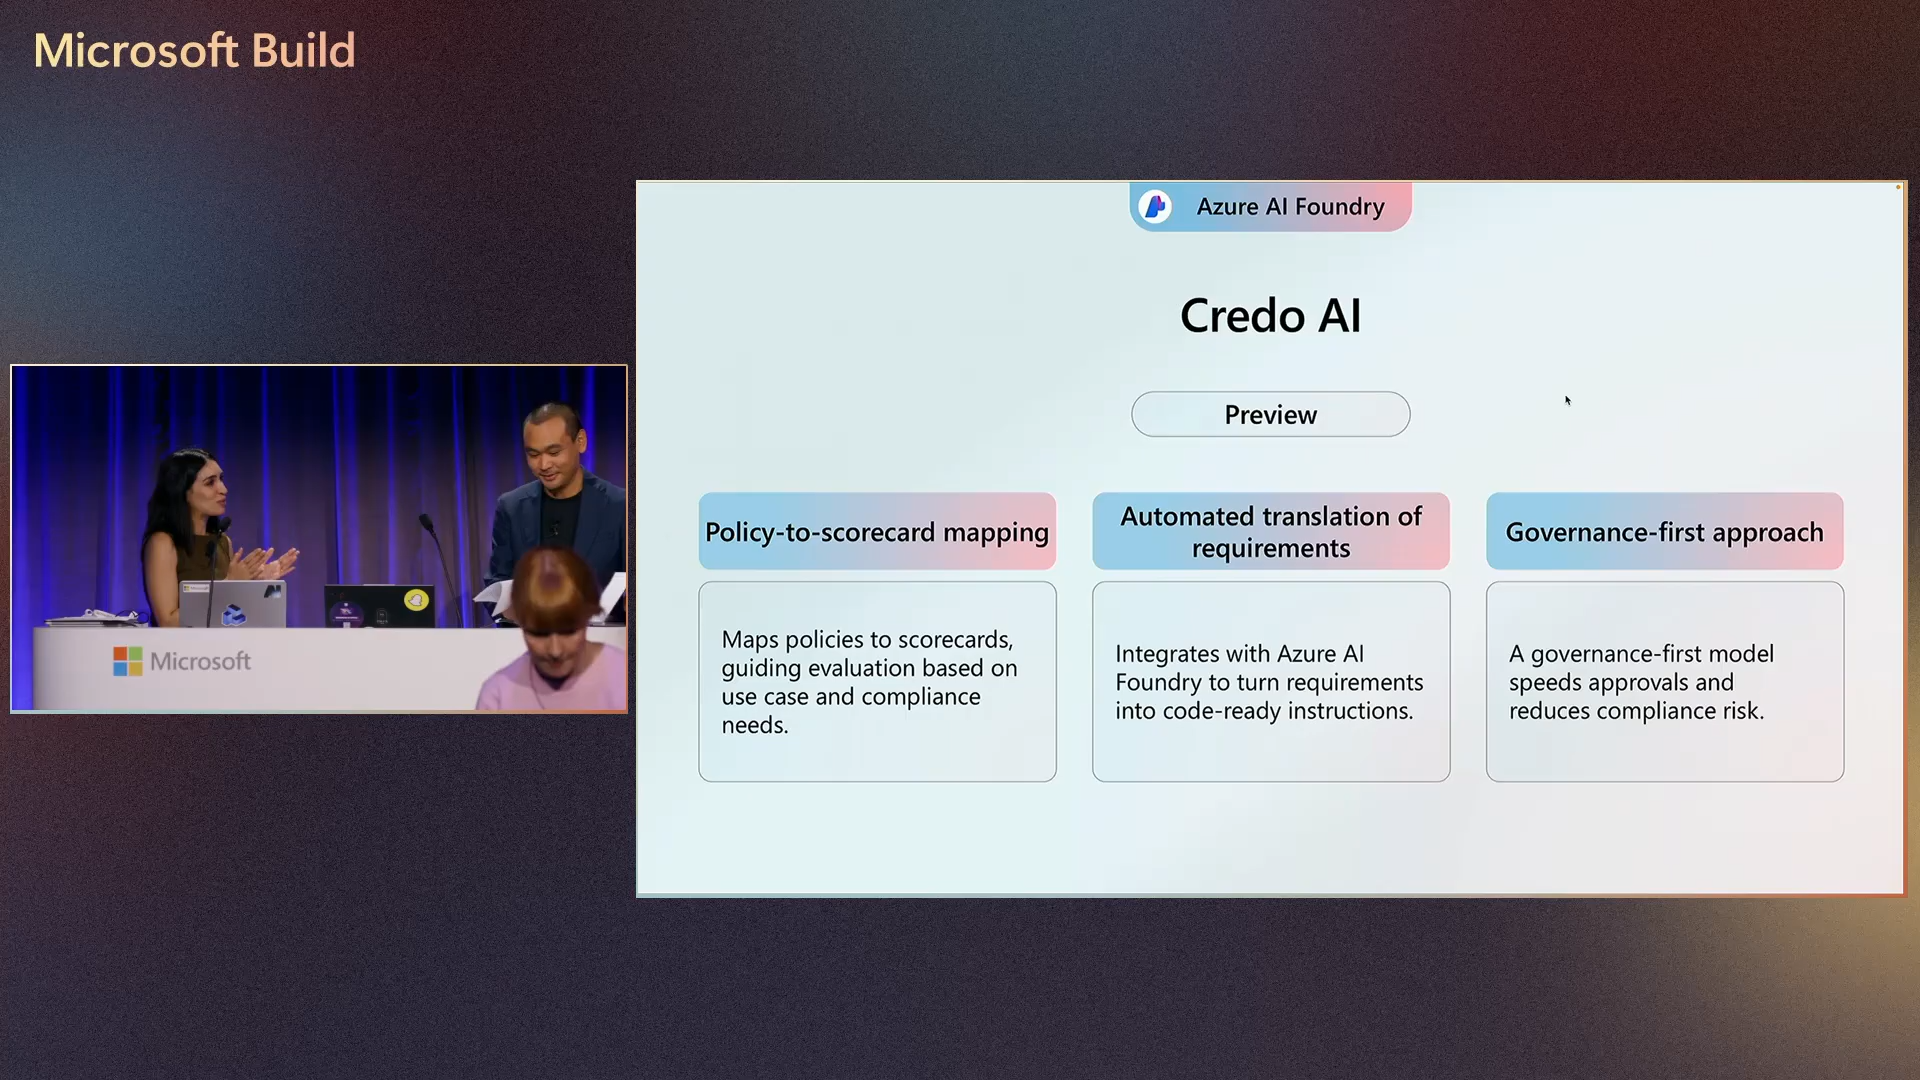 Microsoft Build
Azure AI Foundry
Credo AI
Preview
Policy-to-scorecard mapping
Maps policies to scorecards,
guiding evaluation based on
use case and compliance
needs.
Automated translation of
requirements
Integrates with Azure AI
Foundry to turn requirements
into code-ready instructions.
Governance-first approach
A governance-first model
speeds approvals and
reduces compliance risk.
Microsoft